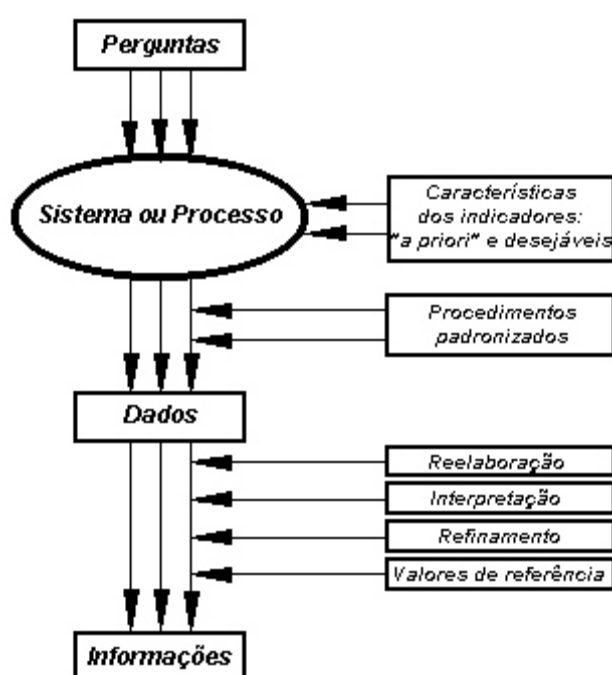 Perguntas
Sistema ou Processo
Características
dos indicadores:
"a priori" e desejáveis
Procedimentos
padronizados
Dados
Reelaboração
Interpretação
Refinamento
Valores de referência
Informações